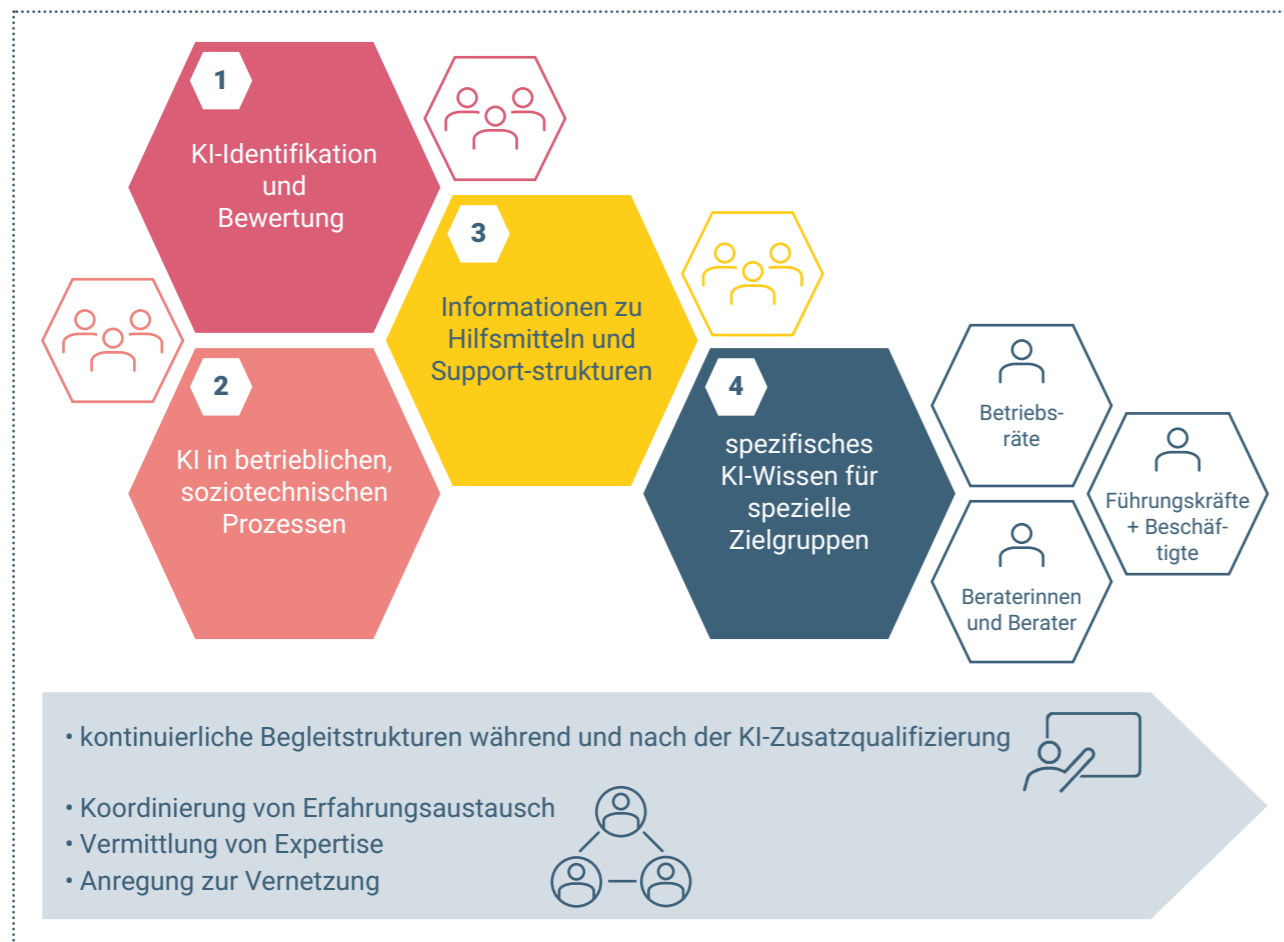 1
KI-Identifikation
und
Bewertung
2
KI in betrieblichen,
soziotechnischen
Prozessen
3
Informationen zu
Hilfsmitteln und
Support-strukturen
4
spezifisches
KI-Wissen für
spezielle
Zielgruppen
Betriebs-
räte
Führungskräfte
+ Beschäf-
tigte
Beraterinnen
und Berater
• kontinuierliche Begleitstrukturen während und nach der KI-Zusatzqualifizierung
• Koordinierung von Erfahrungsaustausch
• Vermittlung von Expertise
• Anregung zur Vernetzung